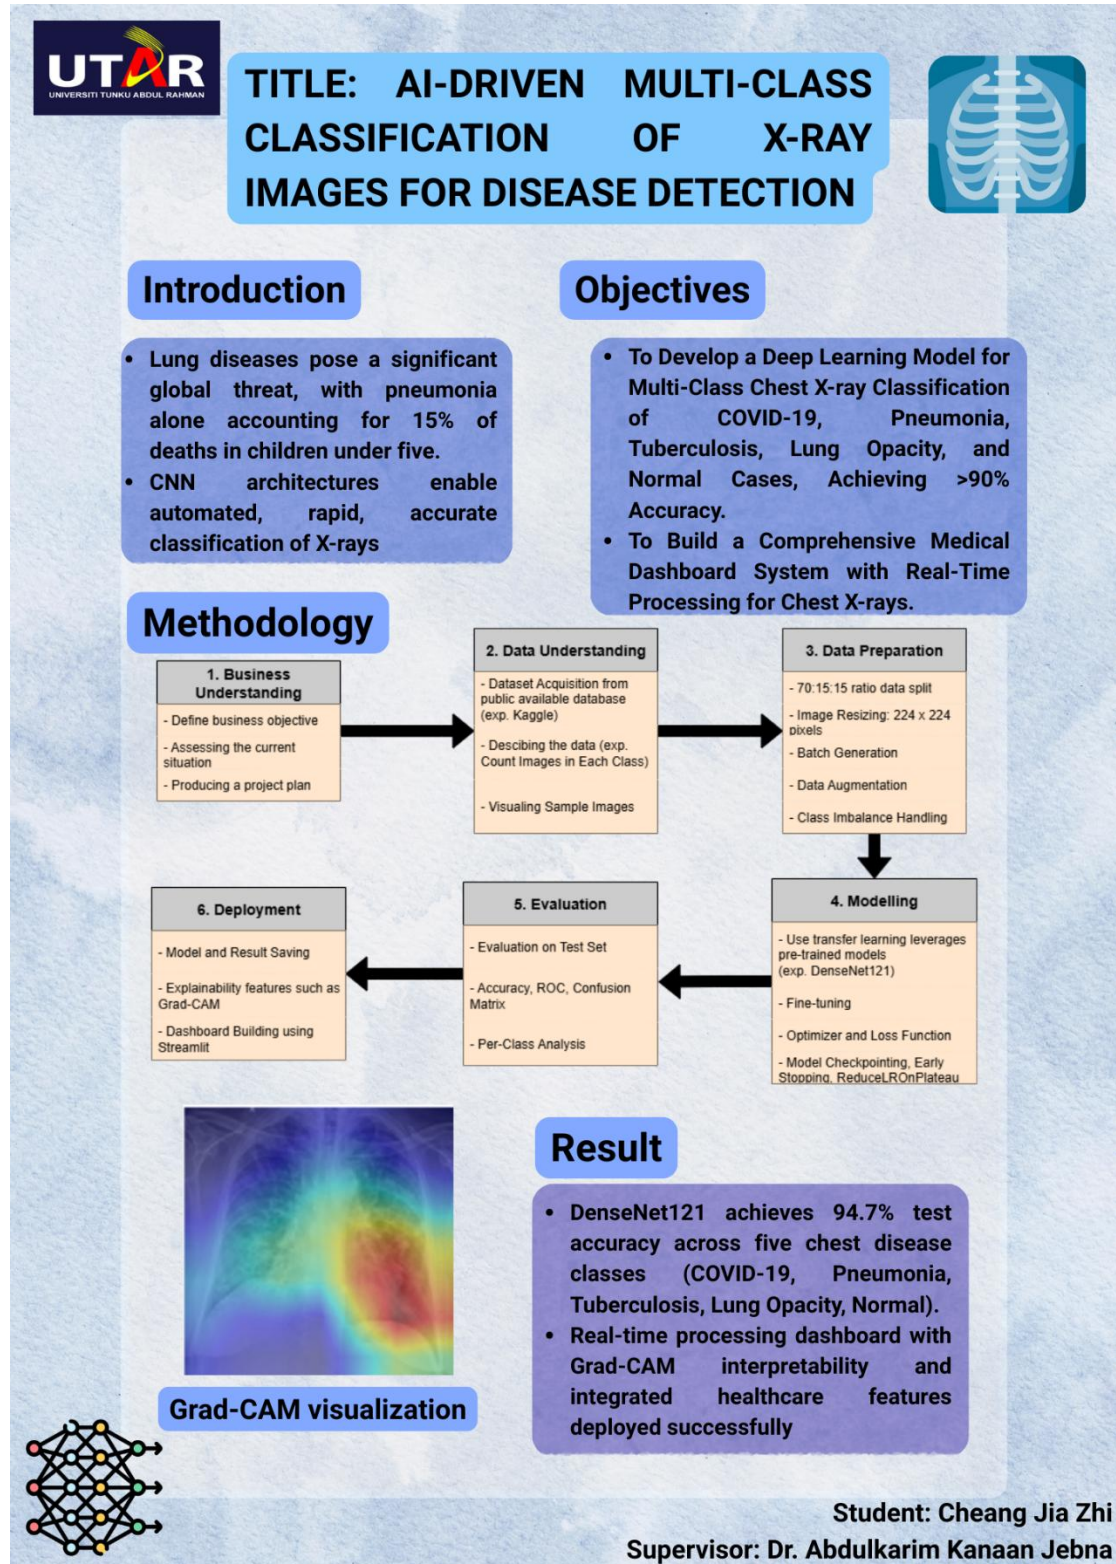 UTAR
UNIVERSITI TUNKU ABDUL RAHMAN
TITLE: AI-DRIVEN MULTI-CLASS
CLASSIFICATION OF X-RAY
IMAGES FOR DISEASE DETECTION
Introduction
• Lung diseases pose a significant
global threat, with pneumonia
alone accounting for 15% of
deaths in children under five.
• CNN architectures enable
automated, rapid, accurate
classification of X-rays
Objectives
• To Develop a Deep Learning Model for
Multi-Class Chest X-ray Classification
of COVID-19, Pneumonia,
Tuberculosis, Lung Opacity, and
Normal Cases, Achieving >90%
Accuracy.
• To Build a Comprehensive Medical
Dashboard System with Real-Time
Processing for Chest X-rays.
Methodology
1. Business
Understanding
- Define business objective
- Assessing the current
situation
- Producing a project plan
2. Data Understanding
- Dataset Acquisition from
public available database
(exp. Kaggle)
- Descibing the data (exp.
Count Images in Each Class)
- Visualing Sample Images
3. Data Preparation
- 70:15:15 ratio data split
- Image Resizing: 224 x 224
pixels
- Batch Generation
- Data Augmentation
- Class Imbalance Handling
4. Modelling
- Use transfer learning leverages
pre-trained models
(exp. DenseNet121)
- Fine-tuning
- Optimizer and Loss Function
- Model Checkpointing, Early
Stopping, ReduceLROnPlateau
5. Evaluation
- Evaluation on Test Set
- Accuracy, ROC, Confusion
Matrix
- Per-Class Analysis
6. Deployment
- Model and Result Saving
- Explainability features such as
Grad-CAM
- Dashboard Building using
Streamlit
Grad-CAM visualization
Result
• DenseNet121 achieves 94.7% test
accuracy across five chest disease
classes (COVID-19, Pneumonia,
Tuberculosis, Lung Opacity, Normal).
• Real-time processing dashboard with
Grad-CAM interpretability and
integrated healthcare features
deployed successfully
Student: Cheang Jia Zhi
Supervisor: Dr. Abdulkarim Kanaan Jebna